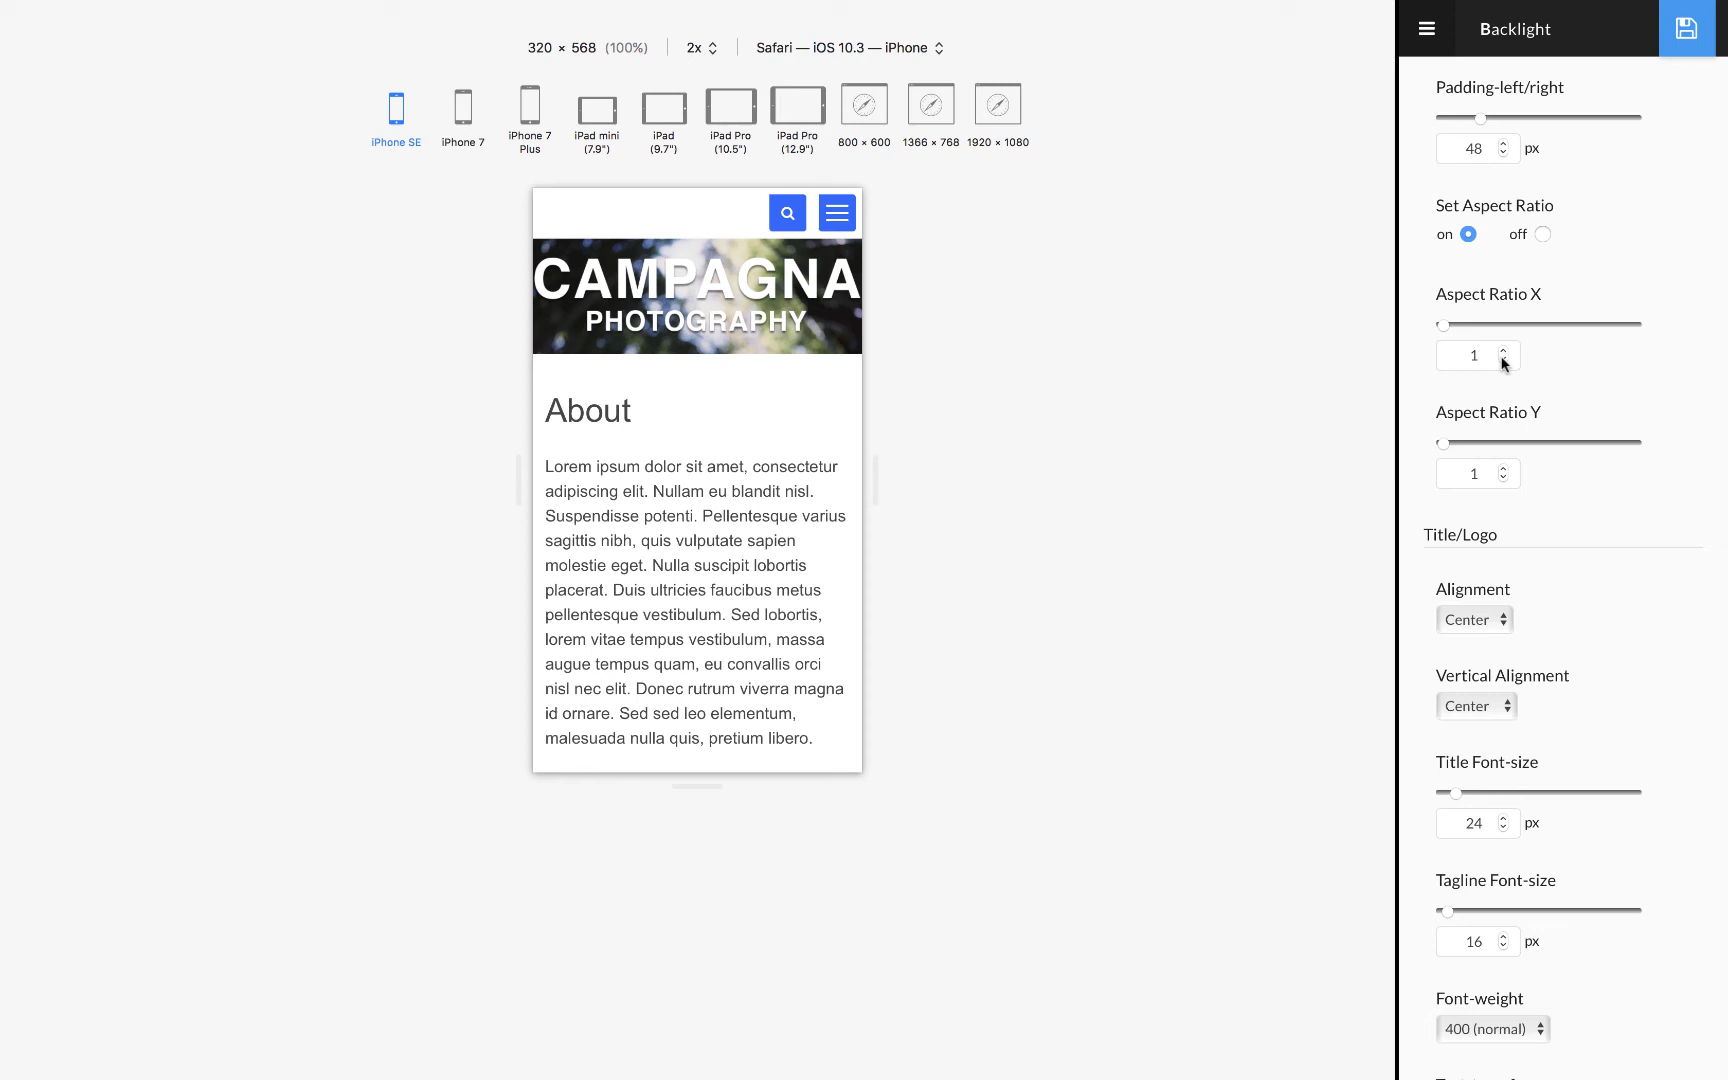 320 × 568 (100%)
2x
Safari — iOS 10.3 — iPhone
iPhone SE
iPhone 7
iPhone 7
Plus
iPad mini
(7.9")
iPad
(9.7")
iPad Pro
(10.5")
iPad Pro
(12.9")
800 × 600
1366 × 768
1920 × 1080
CAMPAGNA
PHOTOGRAPHY
About
Lorem ipsum dolor sit amet, consectetur
adipiscing elit. Nullam eu blandit nisl.
Suspendisse potenti. Pellentesque varius
sagittis nibh, quis vulputate sapien
molestie eget. Nulla suscipit lobortis
placerat. Duis ultricies faucibus metus
pellentesque vestibulum. Sed lobortis,
lorem vitae tempus vestibulum, massa
augue tempus quam, eu convallis orci
nisl nec elit. Donec rutrum viverra magna
id ornare. Sed sed leo elementum,
malesuada nulla quis, pretium libero.
Backlight
Padding-left/right
48 px
Set Aspect Ratio
on off
Aspect Ratio X
1
Aspect Ratio Y
1
Title/Logo
Alignment
Center
Vertical Alignment
Center
Title Font-size
24 px
Tagline Font-size
16 px
Font-weight
400 (normal)